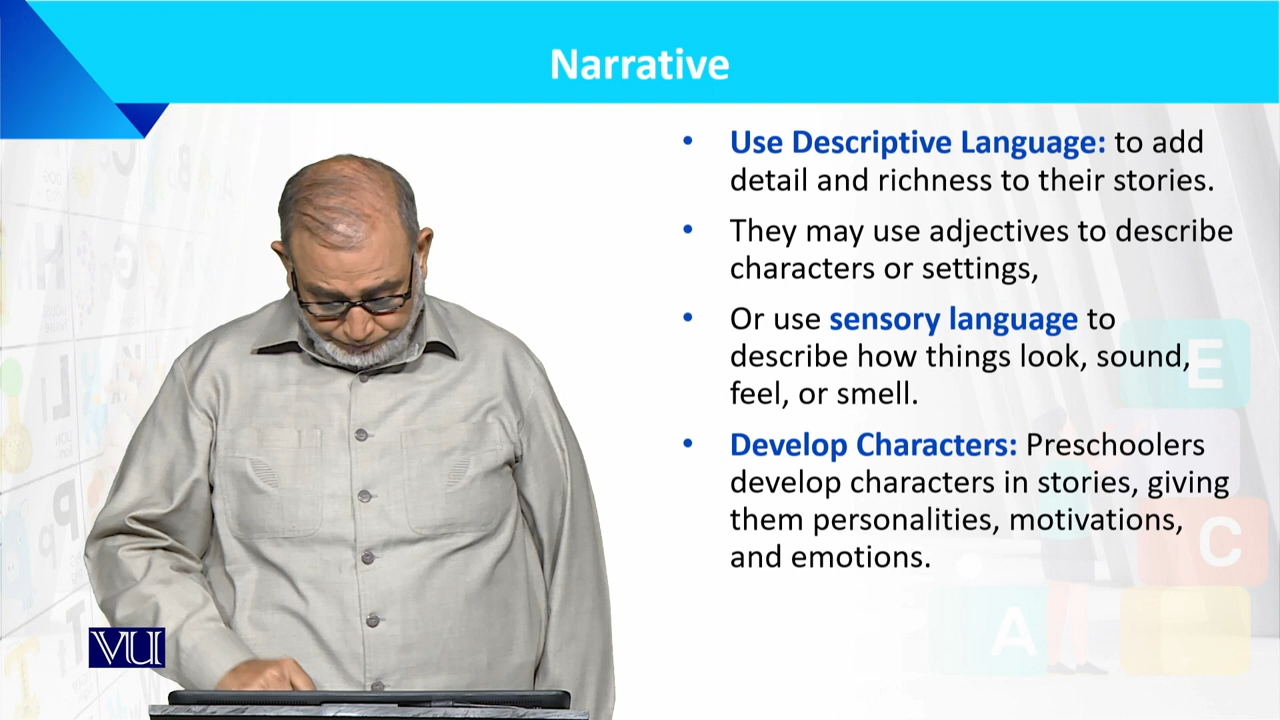 Narrative
• Use Descriptive Language: to add
detail and richness to their stories.
• They may use adjectives to describe
characters or settings,
• Or use sensory language to
describe how things look, sound,
feel, or smell.
• Develop Characters: Preschoolers
develop characters in stories, giving
them personalities, motivations,
and emotions.
VU
E
C
A